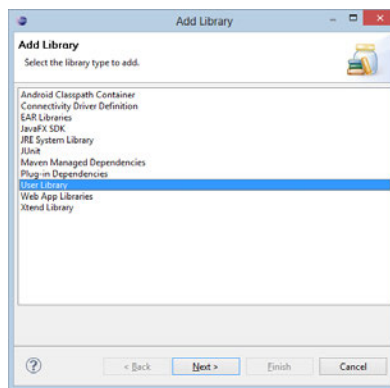 Add Library
Add Library
Select the library type to add.
Android Classpath Container
Connectivity Driver Definition
EAR Libraries
JavaFX SDK
JRE System Library
JUnit
Maven Managed Dependencies
Plug-in Dependencies
User Library
Web App Libraries
Xtend Library
? < Back Next > Finish Cancel